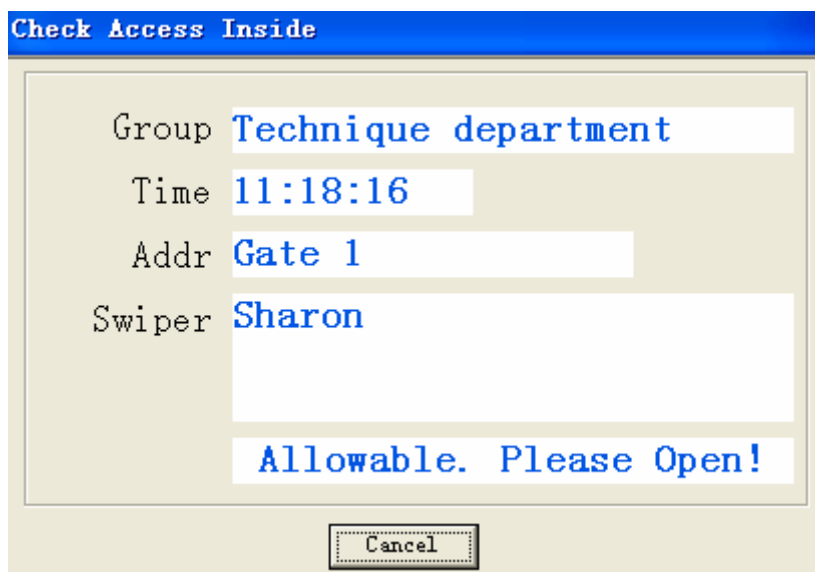 Check Access Inside
Group Technique department
Time 11:18:16
Addr Gate 1
Swiper Sharon
Allowable. Please Open!
Cancel